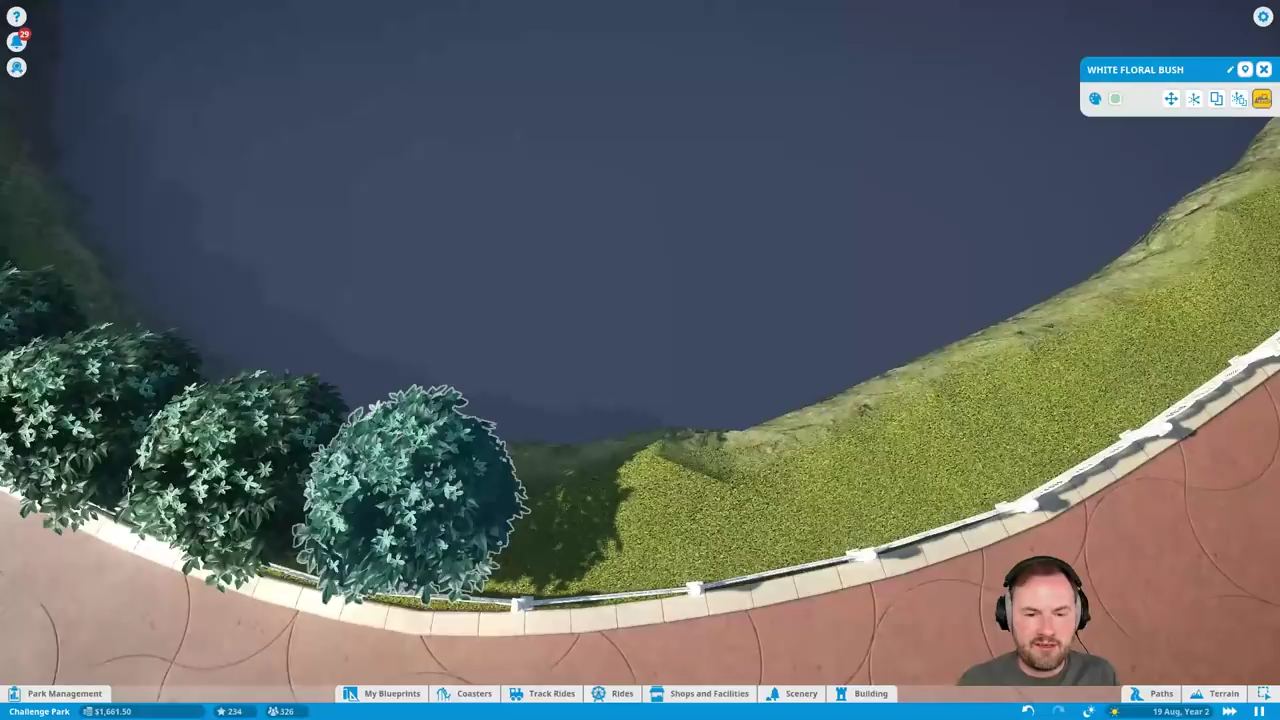 ?
29
WHITE FLORAL BUSH
Park Management
My Blueprints
Coasters
Track Rides
Rides
Shops and Facilities
Scenery
Building
Paths
Terrain
Challenge Park
$1,661.50
234
326
19 Aug, Year 2